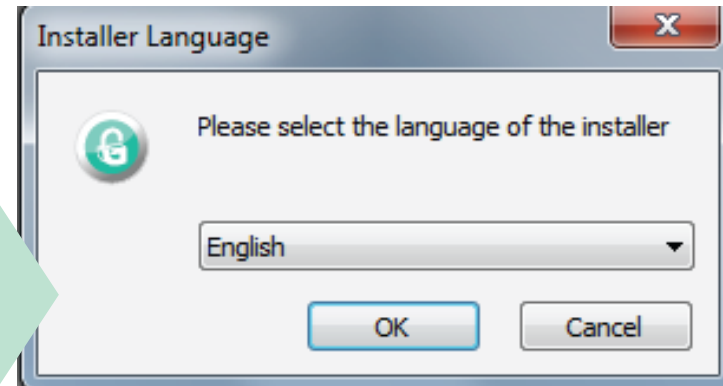 Installer Language
Please select the language of the installer
English
OK
Cancel